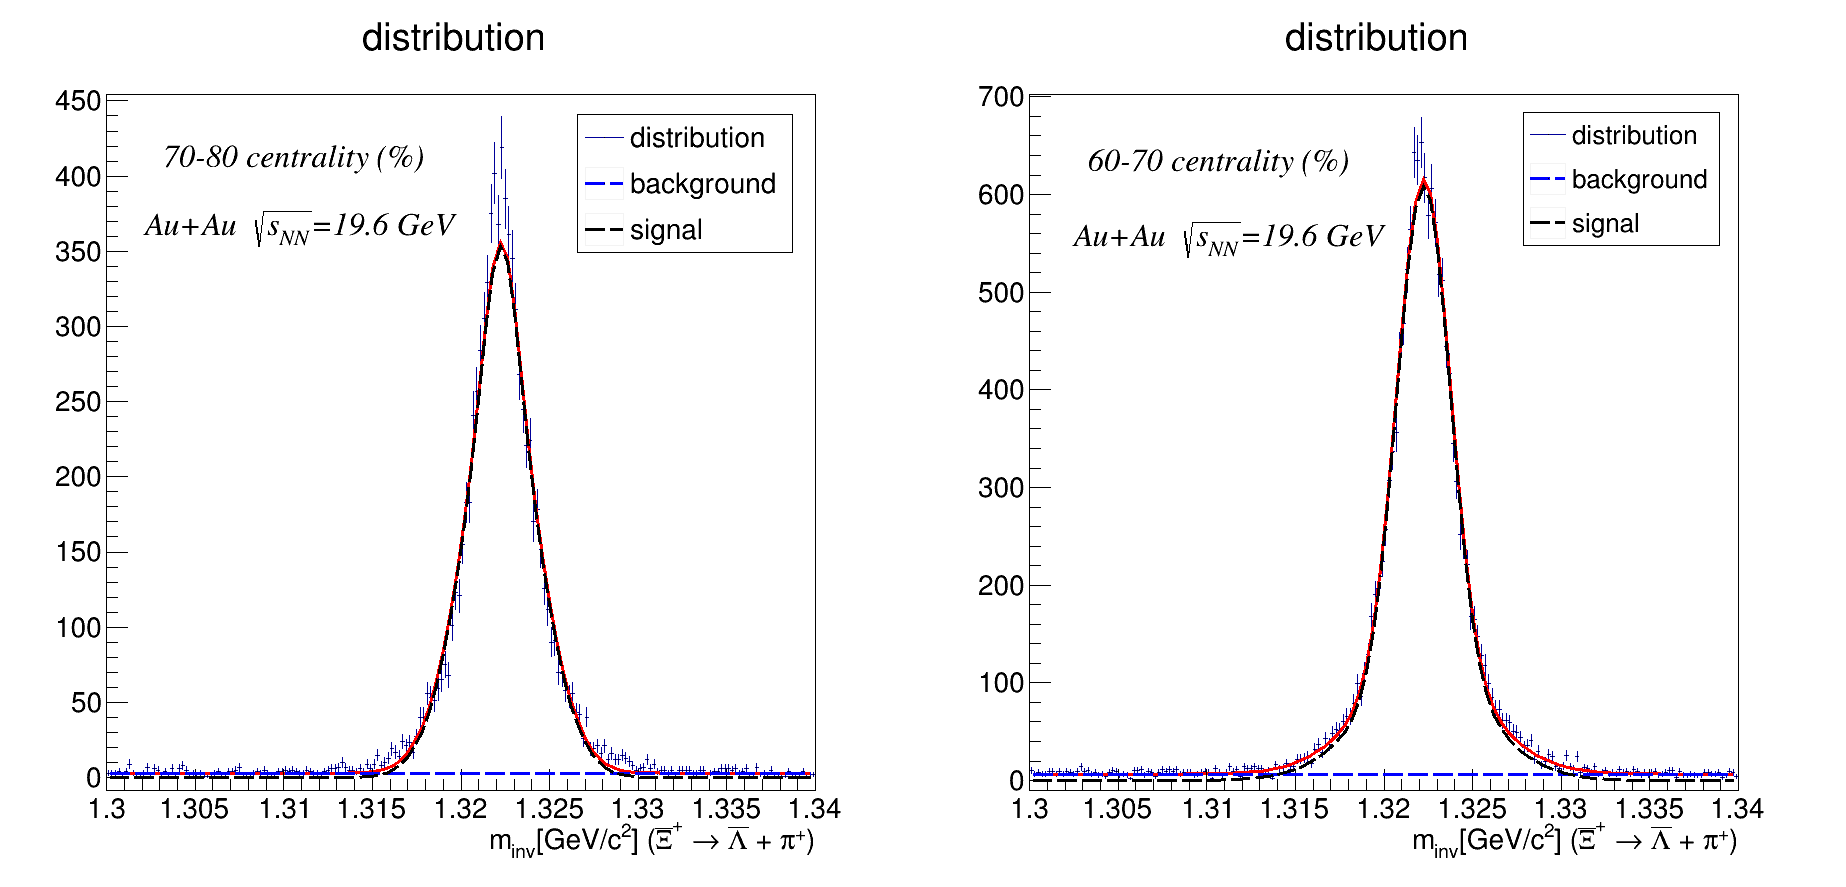 distribution
450
400
350
300
250
200
150
100
50
0
70-80 centrality (%)
Au+Au √sNN=19.6 GeV
distribution
background
signal
1.3 1.305 1.31 1.315 1.32 1.325 1.33 1.335 1.34
minv[GeV/c²] (Ξ̅⁺ → Λ̅ + π⁺)
distribution
700
600
500
400
300
200
100
0
60-70 centrality (%)
Au+Au √sNN=19.6 GeV
distribution
background
signal
1.3 1.305 1.31 1.315 1.32 1.325 1.33 1.335 1.34
minv[GeV/c²] (Ξ̅⁺ → Λ̅ + π⁺)